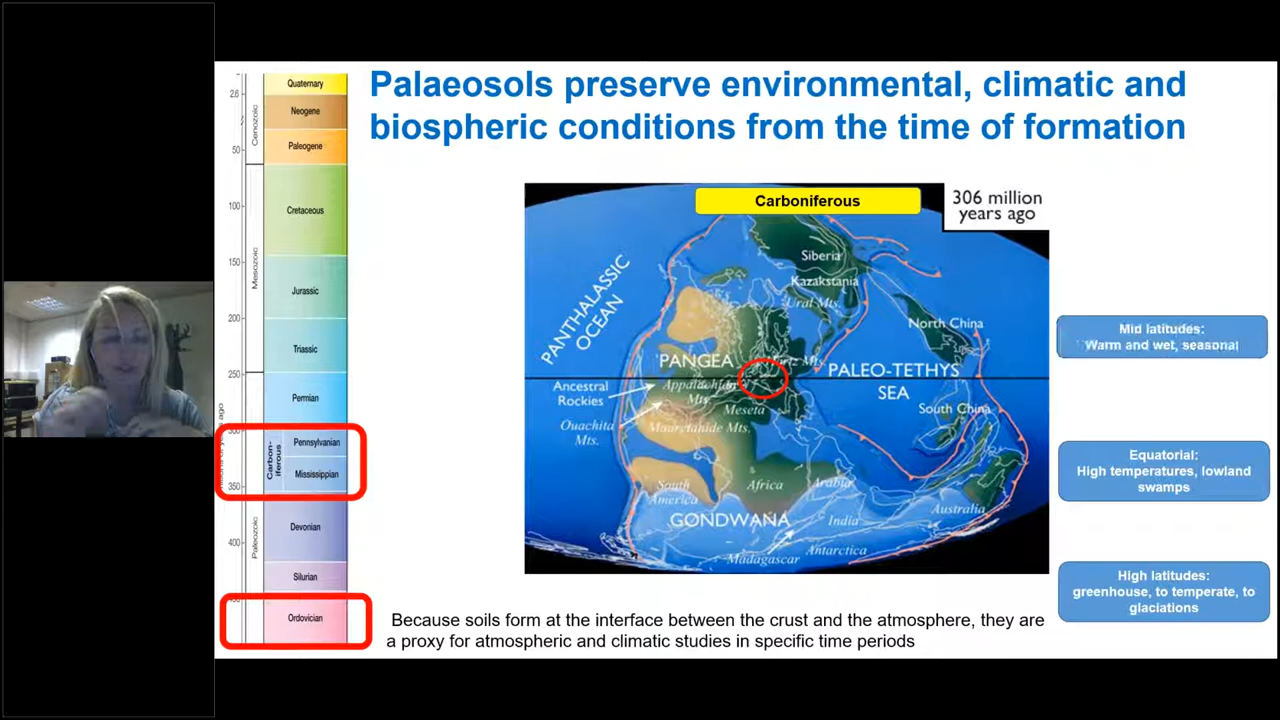 Palaeosols preserve environmental, climatic and
biospheric conditions from the time of formation
Quaternary
2.6
Neogene
Cenozoic
Paleogene
50
100
Cretaceous
150
Mesozoic
Jurassic
200
Triassic
250
Permian
300
Pennsylvanian
Carbon-
iferous
Mississippian
350
Devonian
Paleozoic
400
Silurian
Ordovician
Carboniferous
306 million
years ago
Siberia
Kazakstania
Ural Mts.
PANTHALASSIC
OCEAN
North China
PANGEA
PALEO-TETHYS
SEA
Ancestral
Rockies
Appalachian
Mts.
Meseta
South China
Ouachita
Mts.
Mauretanide Mts.
South
America
Africa
Arabia
GONDWANA
India
Australia
Madagascar
Antarctica
Mid latitudes:
Warm and wet, seasonal
Equatorial:
High temperatures, lowland
swamps
High latitudes:
greenhouse, to temperate, to
glaciations
Because soils form at the interface between the crust and the atmosphere, they are
a proxy for atmospheric and climatic studies in specific time periods